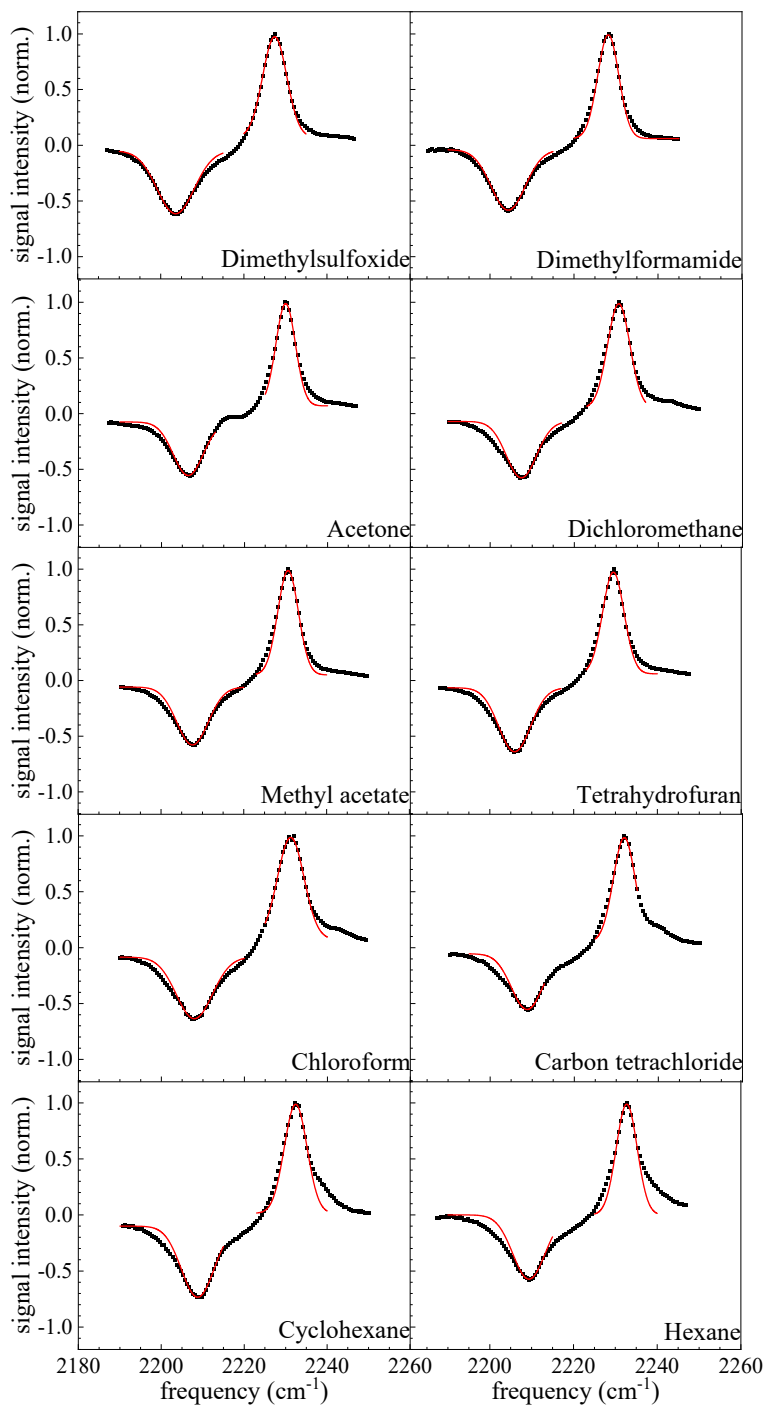 signal intensity (norm.)
1.0
0.5
0.0
-0.5
-1.0
Dimethylsulfoxide
Dimethylformamide
signal intensity (norm.)
1.0
0.5
0.0
-0.5
-1.0
Acetone
Dichloromethane
signal intensity (norm.)
1.0
0.5
0.0
-0.5
-1.0
Methyl acetate
Tetrahydrofuran
signal intensity (norm.)
1.0
0.5
0.0
-0.5
-1.0
Chloroform
Carbon tetrachloride
signal intensity (norm.)
1.0
0.5
0.0
-0.5
-1.0
Cyclohexane
Hexane
2180 2200 2220 2240 2260 2200 2220 2240 2260
frequency (cm⁻¹) frequency (cm⁻¹)